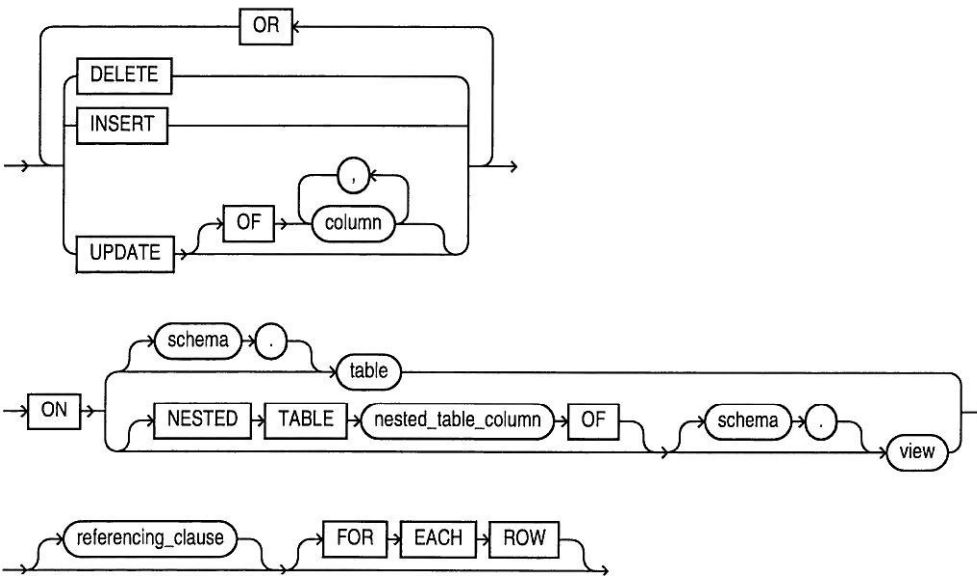 OR
DELETE
INSERT
,
OF column
UPDATE
schema .
table
ON
NESTED TABLE nested_table_column OF schema .
view
referencing_clause FOR EACH ROW